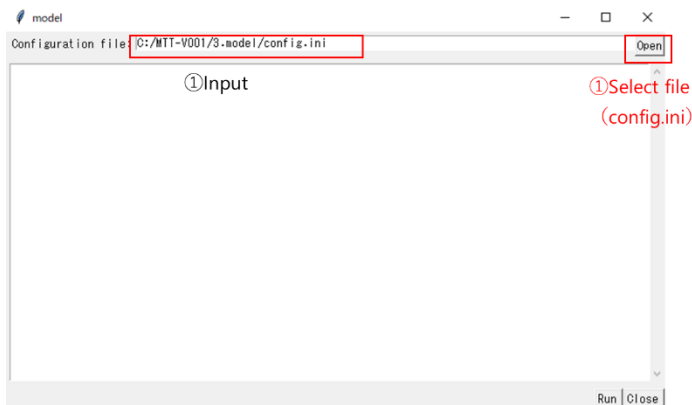 model
Configuration file: C:/MTT-V001/3.model/config.ini Open
①Input
①Select file
（config.ini）
Run Close